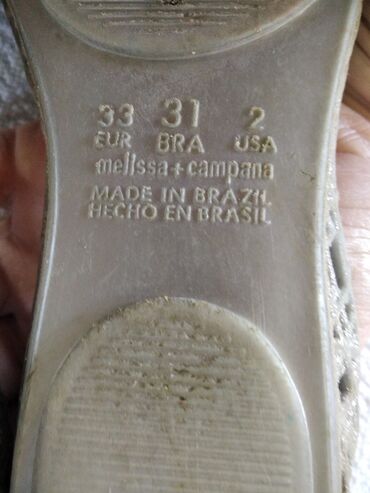 33 31 2
EUR BRA USA
melissa+campana
MADE IN BRAZIL
HECHO EN BRASIL